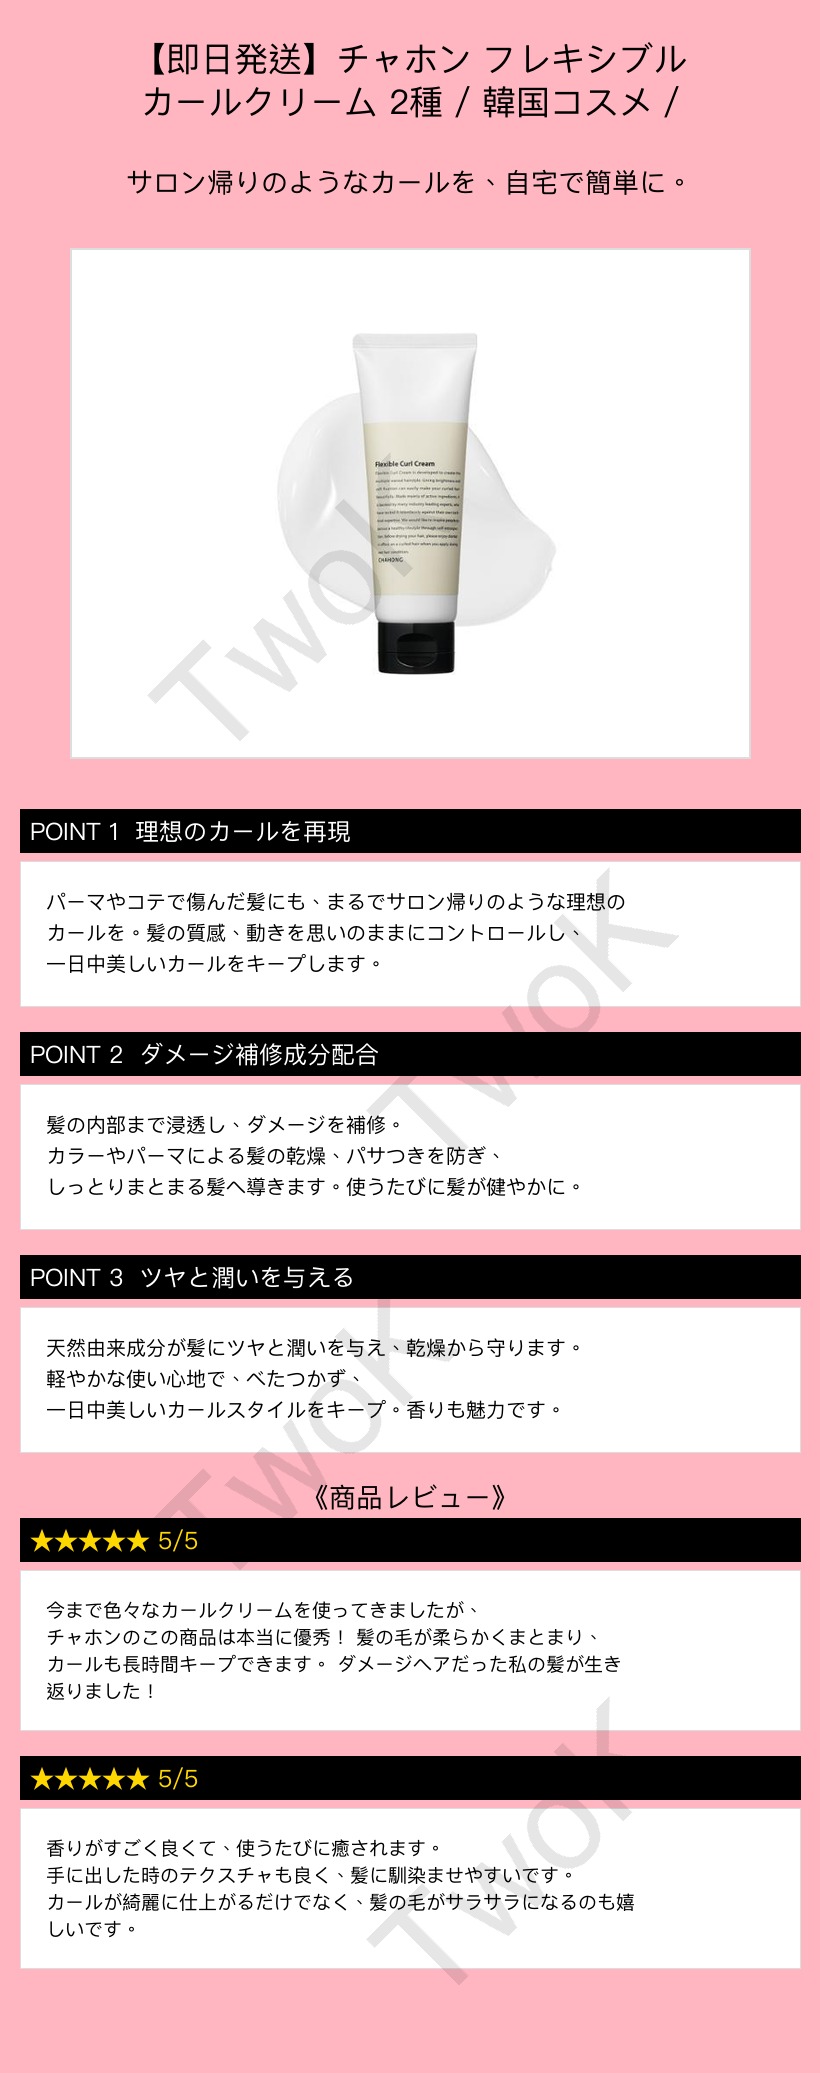 【即日発送】チャホン フレキシブル
カールクリーム 2種 / 韓国コスメ /
サロン帰りのようなカールを、自宅で簡単に。
Flexible Curl Cream
Flexible Curl Cream is developed to create the
CHAHONG
TwoK
POINT 1 理想のカールを再現
パーマやコテで傷んだ髪にも、まるでサロン帰りのような理想の
カールを。髪の質感、動きを思いのままにコントロールし、
一日中美しいカールをキープします。
TwoK
POINT 2 ダメージ補修成分配合
髪の内部まで浸透し、ダメージを補修。
カラーやパーマによる髪の乾燥、パサつきを防ぎ、
しっとりまとまる髪へ導きます。使うたびに髪が健やかに。
POINT 3 ツヤと潤いを与える
天然由来成分が髪にツヤと潤いを与え、乾燥から守ります。
軽やかな使い心地で、べたつかず、
一日中美しいカールスタイルをキープ。香りも魅力です。
TwoK
《商品レビュー》
★★★★★ 5/5
今まで色々なカールクリームを使ってきましたが、
チャホンのこの商品は本当に優秀！ 髪の毛が柔らかくまとまり、
カールも長時間キープできます。 ダメージヘアだった私の髪が生き
返りました！
★★★★★ 5/5
香りがすごく良くて、使うたびに癒されます。
手に出した時のテクスチャも良く、髪に馴染ませやすいです。
カールが綺麗に仕上がるだけでなく、髪の毛がサラサラになるのも嬉
しいです。
TwoK